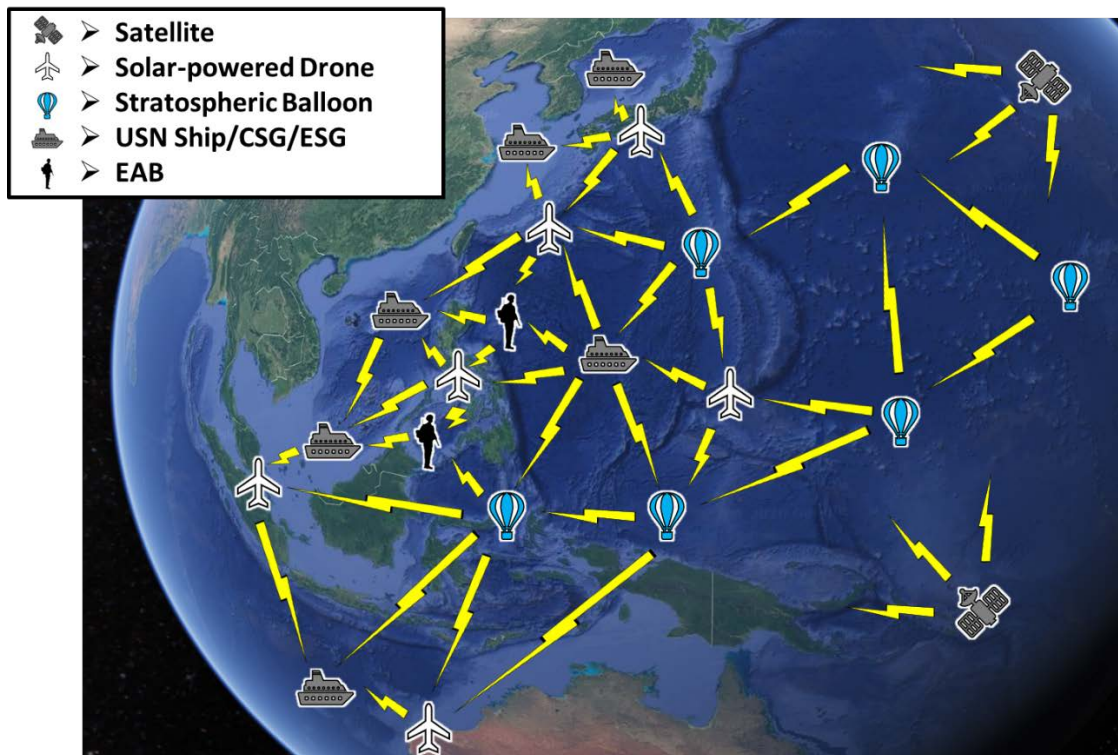 ➢ Satellite
➢ Solar-powered Drone
➢ Stratospheric Balloon
➢ USN Ship/CSG/ESG
➢ EAB